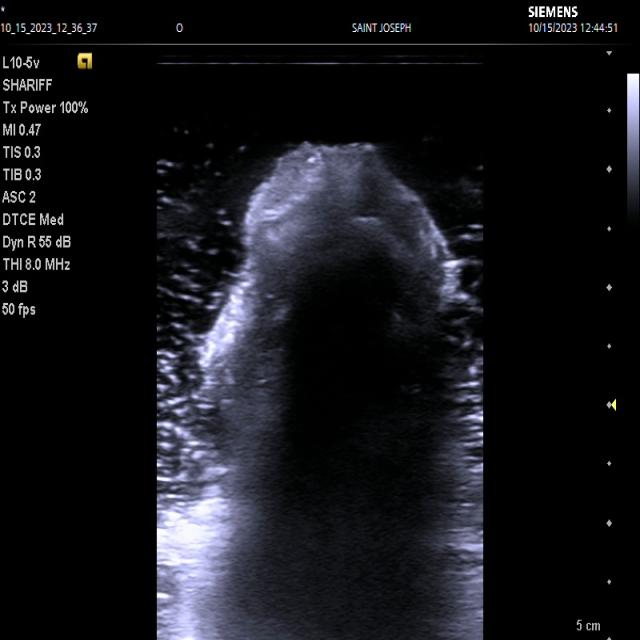 *
SIEMENS
10_15_2023_12_36_37 O SAINT JOSEPH 10/15/2023 12:44:51
L10-5v
SHARIFF
Tx Power 100%
MI 0.47
TIS 0.3
TIB 0.3
ASC 2
DTCE Med
Dyn R 55 dB
THI 8.0 MHz
3 dB
50 fps
5 cm